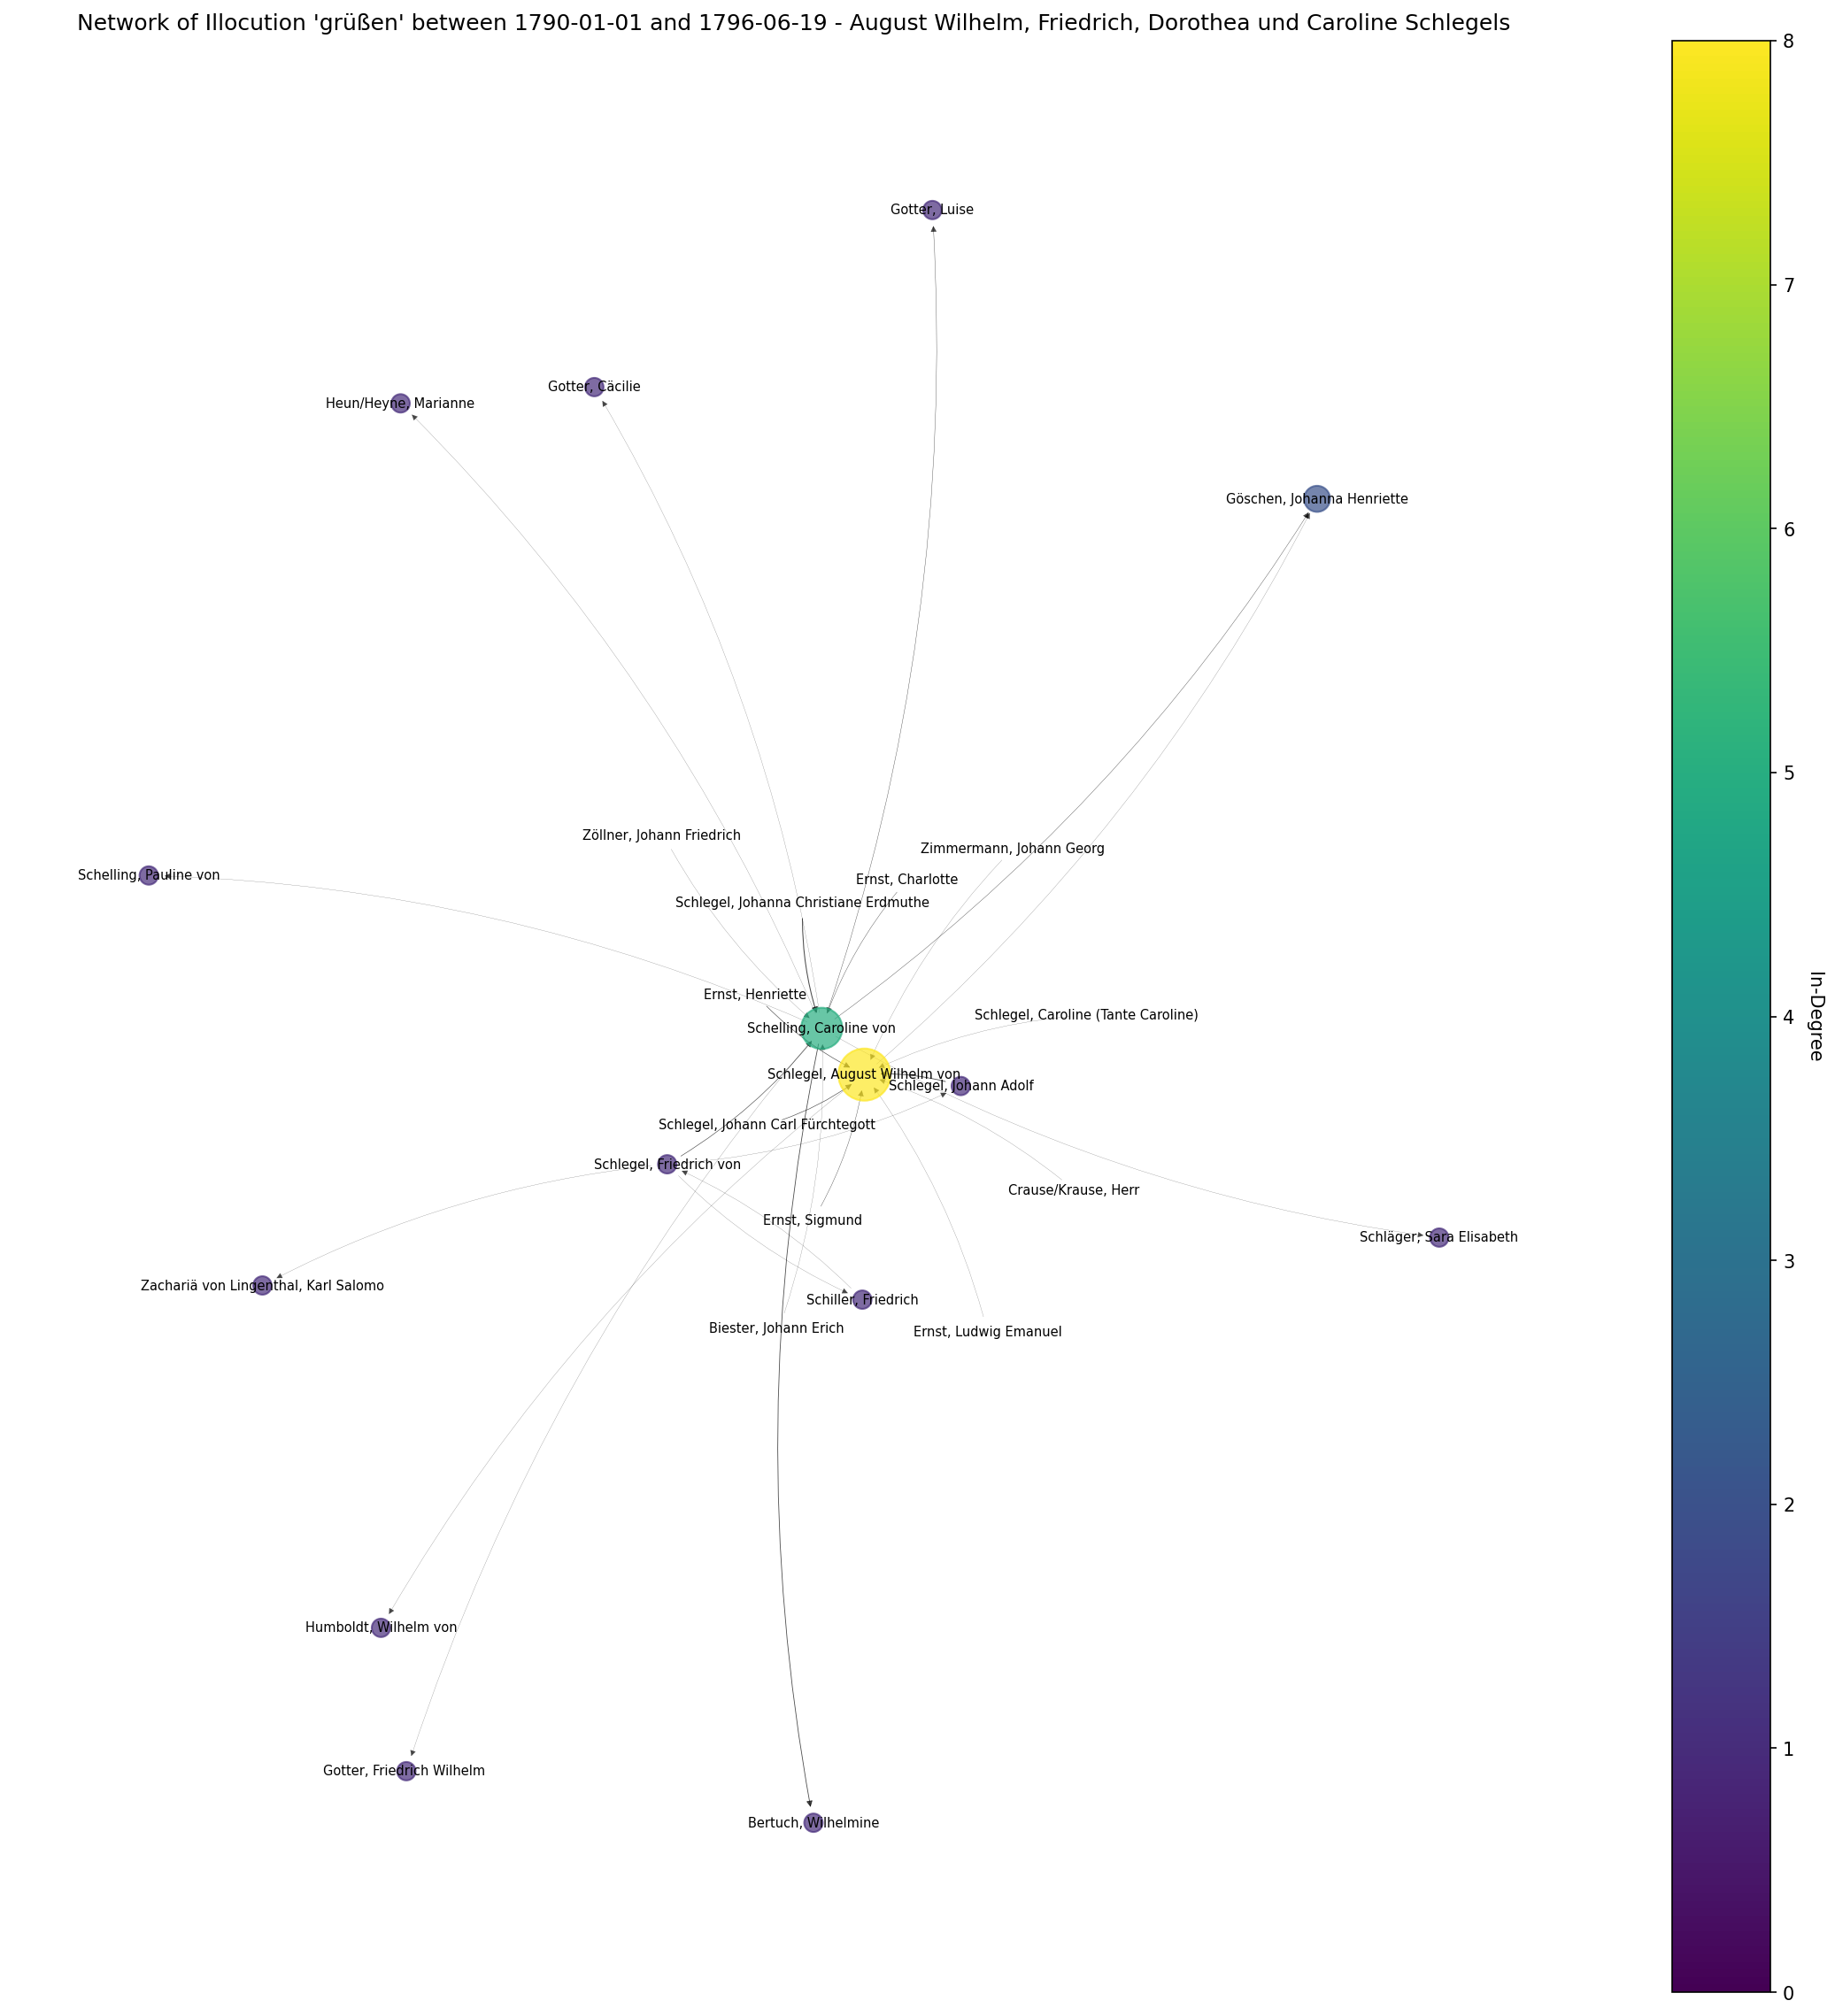 Network of Illocution 'grüßen' between 1790-01-01 and 1796-06-19 - August Wilhelm, Friedrich, Dorothea und Caroline Schlegels
8
Gotter, Luise
7
Gotter, Cäcilie
Heun/Heyne, Marianne
Göschen, Johanna Henriette
6
5
Zöllner, Johann Friedrich
Zimmermann, Johann Georg
Schelling, Pauline von
Ernst, Charlotte
Schlegel, Johanna Christiane Erdmuthe
Ernst, Henriette
Schlegel, Caroline (Tante Caroline)
4
In-Degree
Schelling, Caroline von
Schlegel, August Wilhelm von
Schlegel, Johann Adolf
Schlegel, Johann Carl Fürchtegott
Schlegel, Friedrich von
Crause/Krause, Herr
Ernst, Sigmund
Schläger, Sara Elisabeth
3
Zachariä von Lingenthal, Karl Salomo
Schiller, Friedrich
Biester, Johann Erich
Ernst, Ludwig Emanuel
2
Humboldt, Wilhelm von
1
Gotter, Friedrich Wilhelm
Bertuch, Wilhelmine
0